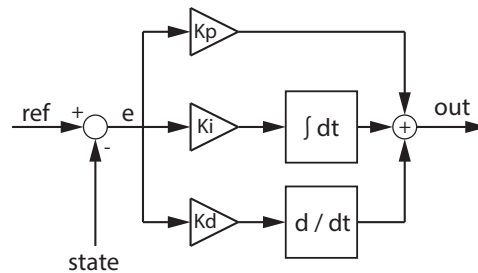 Kp
ref + e Ki ∫ dt + out
-
Kd d / dt
state